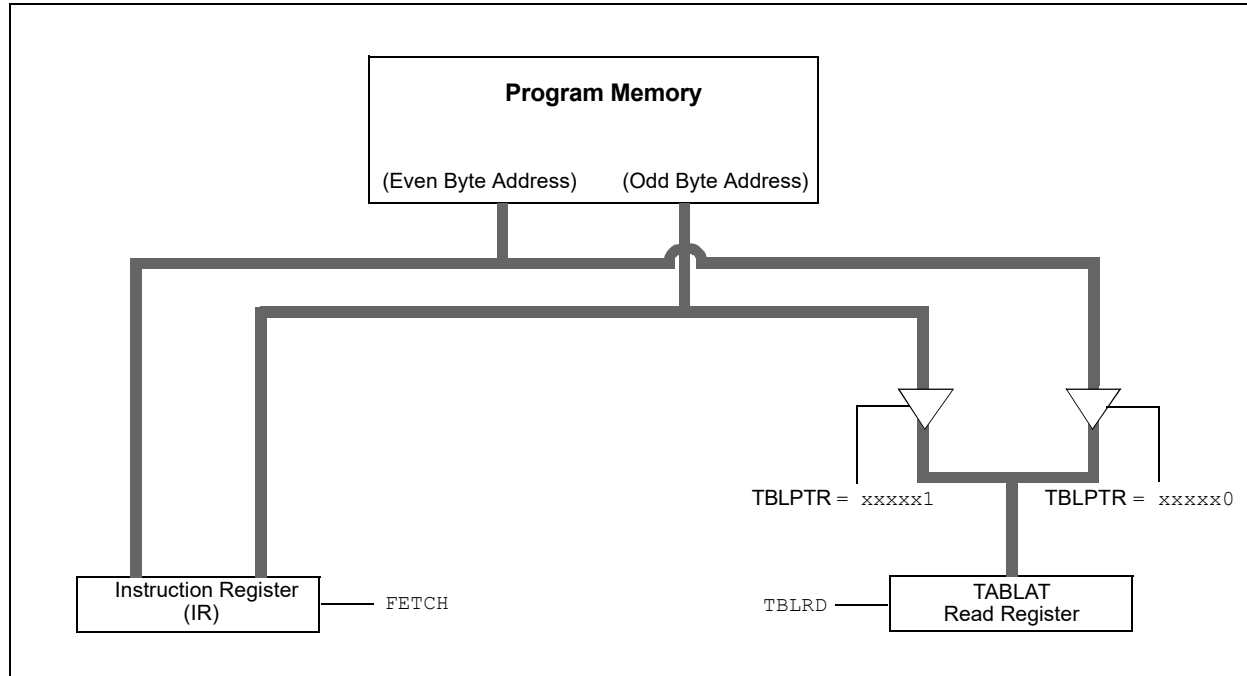 Program Memory
(Even Byte Address)
(Odd Byte Address)
TBLPTR = xxxxx1
TBLPTR = xxxxx0
Instruction Register
(IR)
FETCH
TBLRD
TABLAT
Read Register